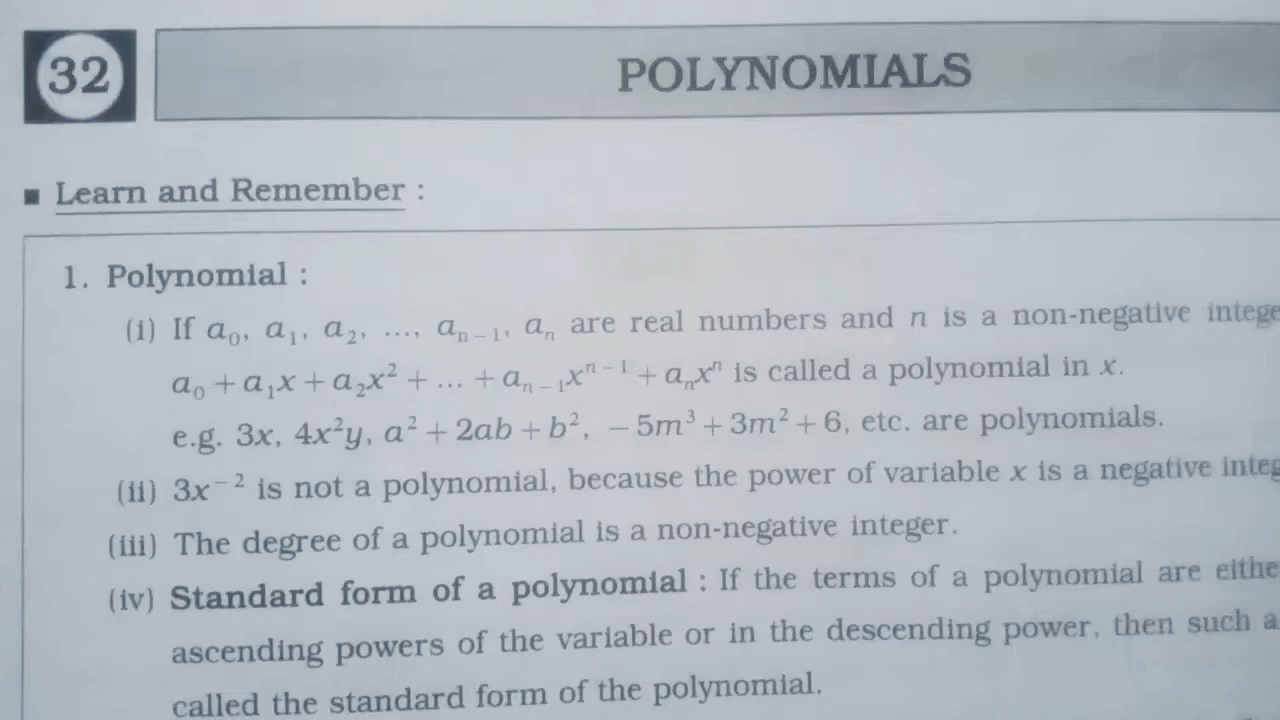 32 POLYNOMIALS
■ Learn and Remember :
1. Polynomial :
(i) If a₀, a₁, a₂, ..., aₙ₋₁, aₙ are real numbers and n is a non-negative intege
a₀ + a₁x + a₂x² + ... + aₙ₋₁xⁿ⁻¹ + aₙxⁿ is called a polynomial in x.
e.g. 3x, 4x²y, a² + 2ab + b², – 5m³ + 3m² + 6, etc. are polynomials.
(ii) 3x⁻² is not a polynomial, because the power of variable x is a negative integ
(iii) The degree of a polynomial is a non-negative integer.
(iv) Standard form of a polynomial : If the terms of a polynomial are eithe
ascending powers of the variable or in the descending power, then such a
called the standard form of the polynomial.